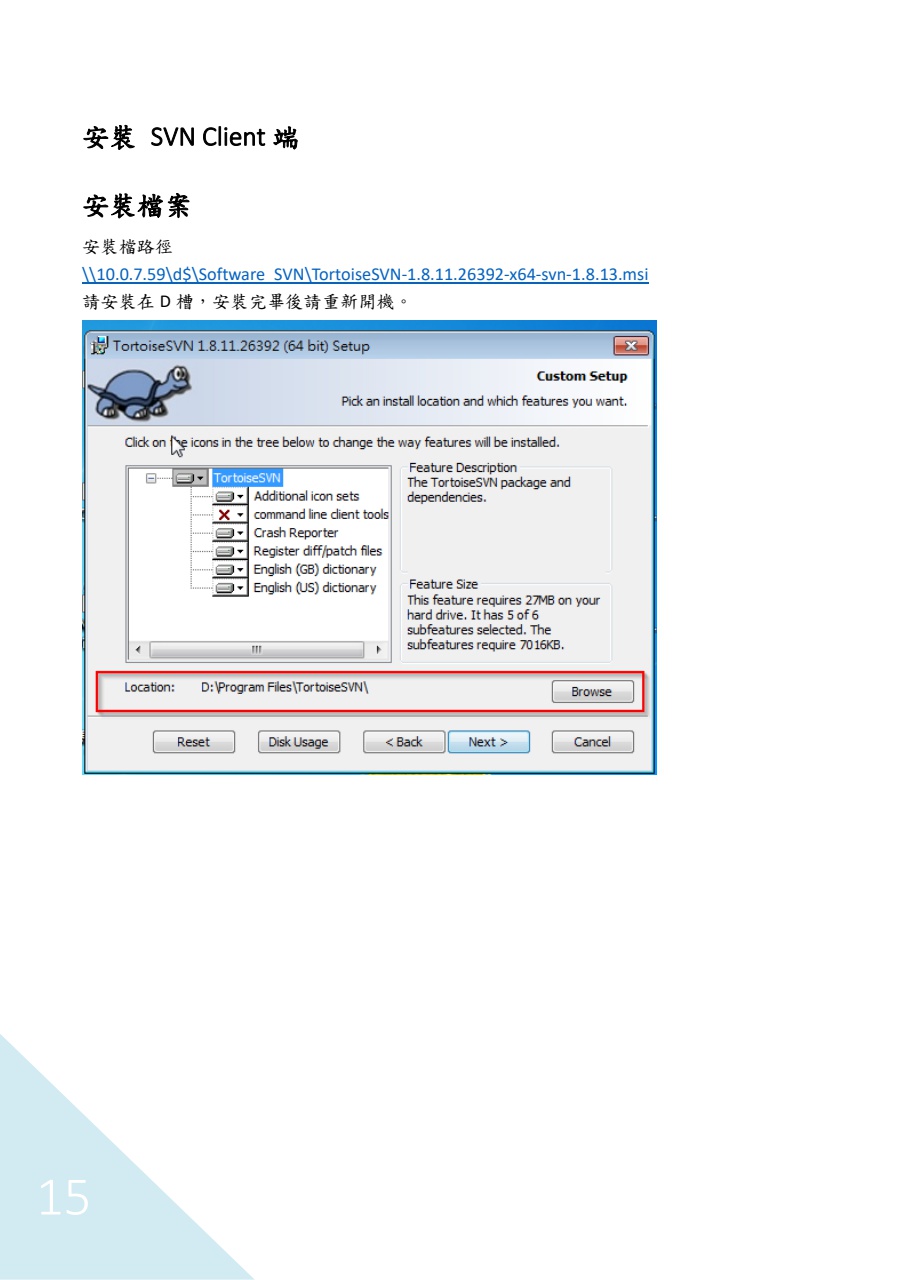 安裝 SVN Client 端
安裝檔案
安裝檔路徑
\\10.0.7.59\d$\Software_SVN\TortoiseSVN-1.8.11.26392-x64-svn-1.8.13.msi
請安裝在 D 槽，安裝完畢後請重新開機。
TortoiseSVN 1.8.11.26392 (64 bit) Setup
Custom Setup
Pick an install location and which features you want.
Click on the icons in the tree below to change the way features will be installed.
TortoiseSVN
Additional icon sets
command line client tools
Crash Reporter
Register diff/patch files
English (GB) dictionary
English (US) dictionary
Feature Description
The TortoiseSVN package and
dependencies.
Feature Size
This feature requires 27MB on your
hard drive. It has 5 of 6
subfeatures selected. The
subfeatures require 7016KB.
Location: D:\Program Files\TortoiseSVN\ Browse
Reset Disk Usage < Back Next > Cancel
15